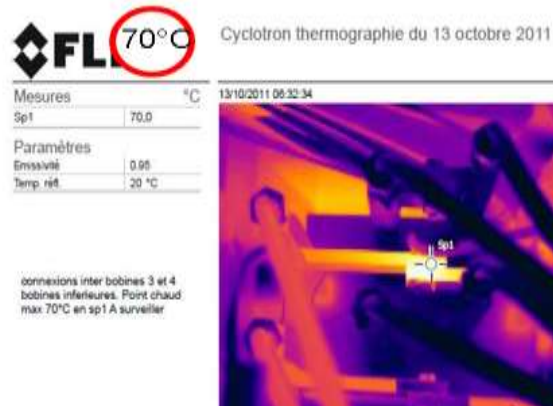 FL
70°C
Cyclotron thermographie du 13 octobre 2011
Mesures °C
Sp1 70,0
Paramètres
Emissivité 0.95
Temp. réfl. 20 °C
13/10/2011 06:32:34
Sp1
connexions inter bobines 3 et 4
bobines inferieures. Point chaud
max 70°C en sp1 A surveiller